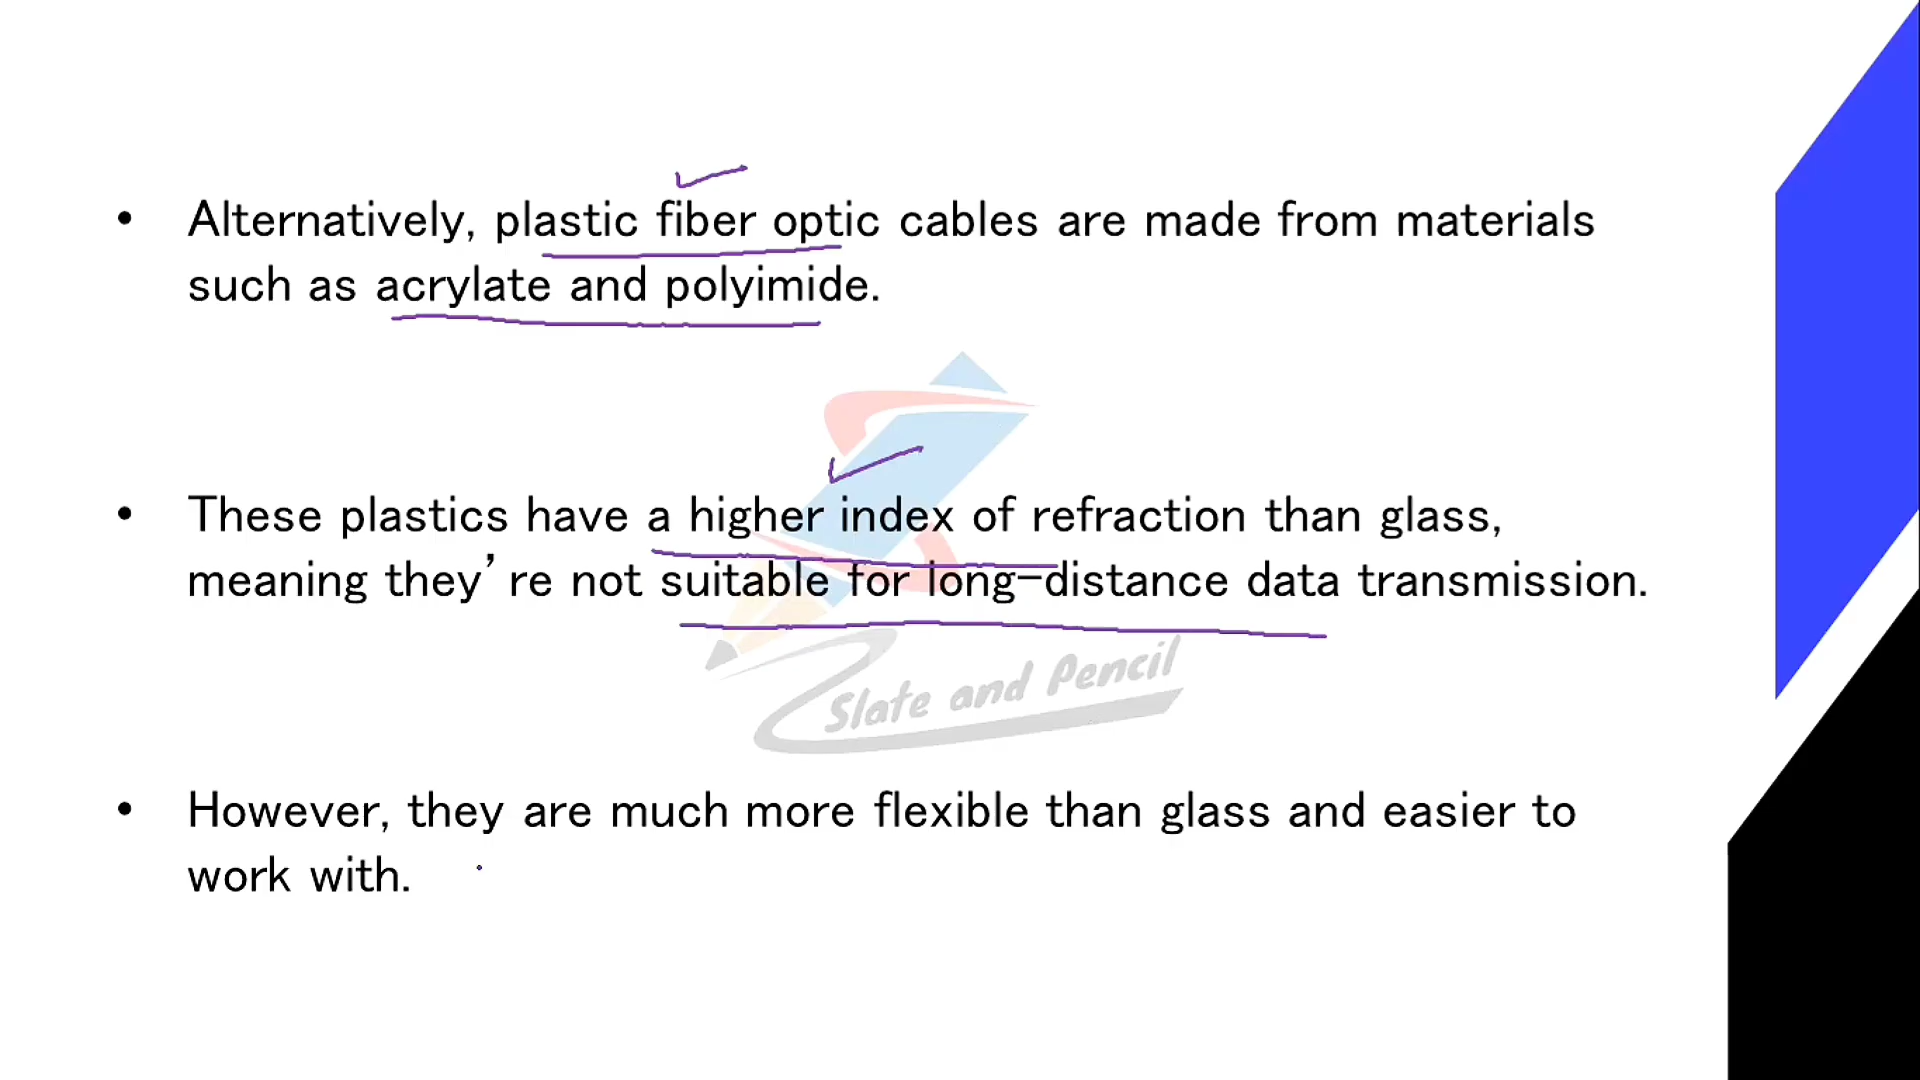 • Alternatively, plastic fiber optic cables are made from materials
such as acrylate and polyimide.
• These plastics have a higher index of refraction than glass,
meaning they’re not suitable for long-distance data transmission.
Slate and Pencil
• However, they are much more flexible than glass and easier to
work with.